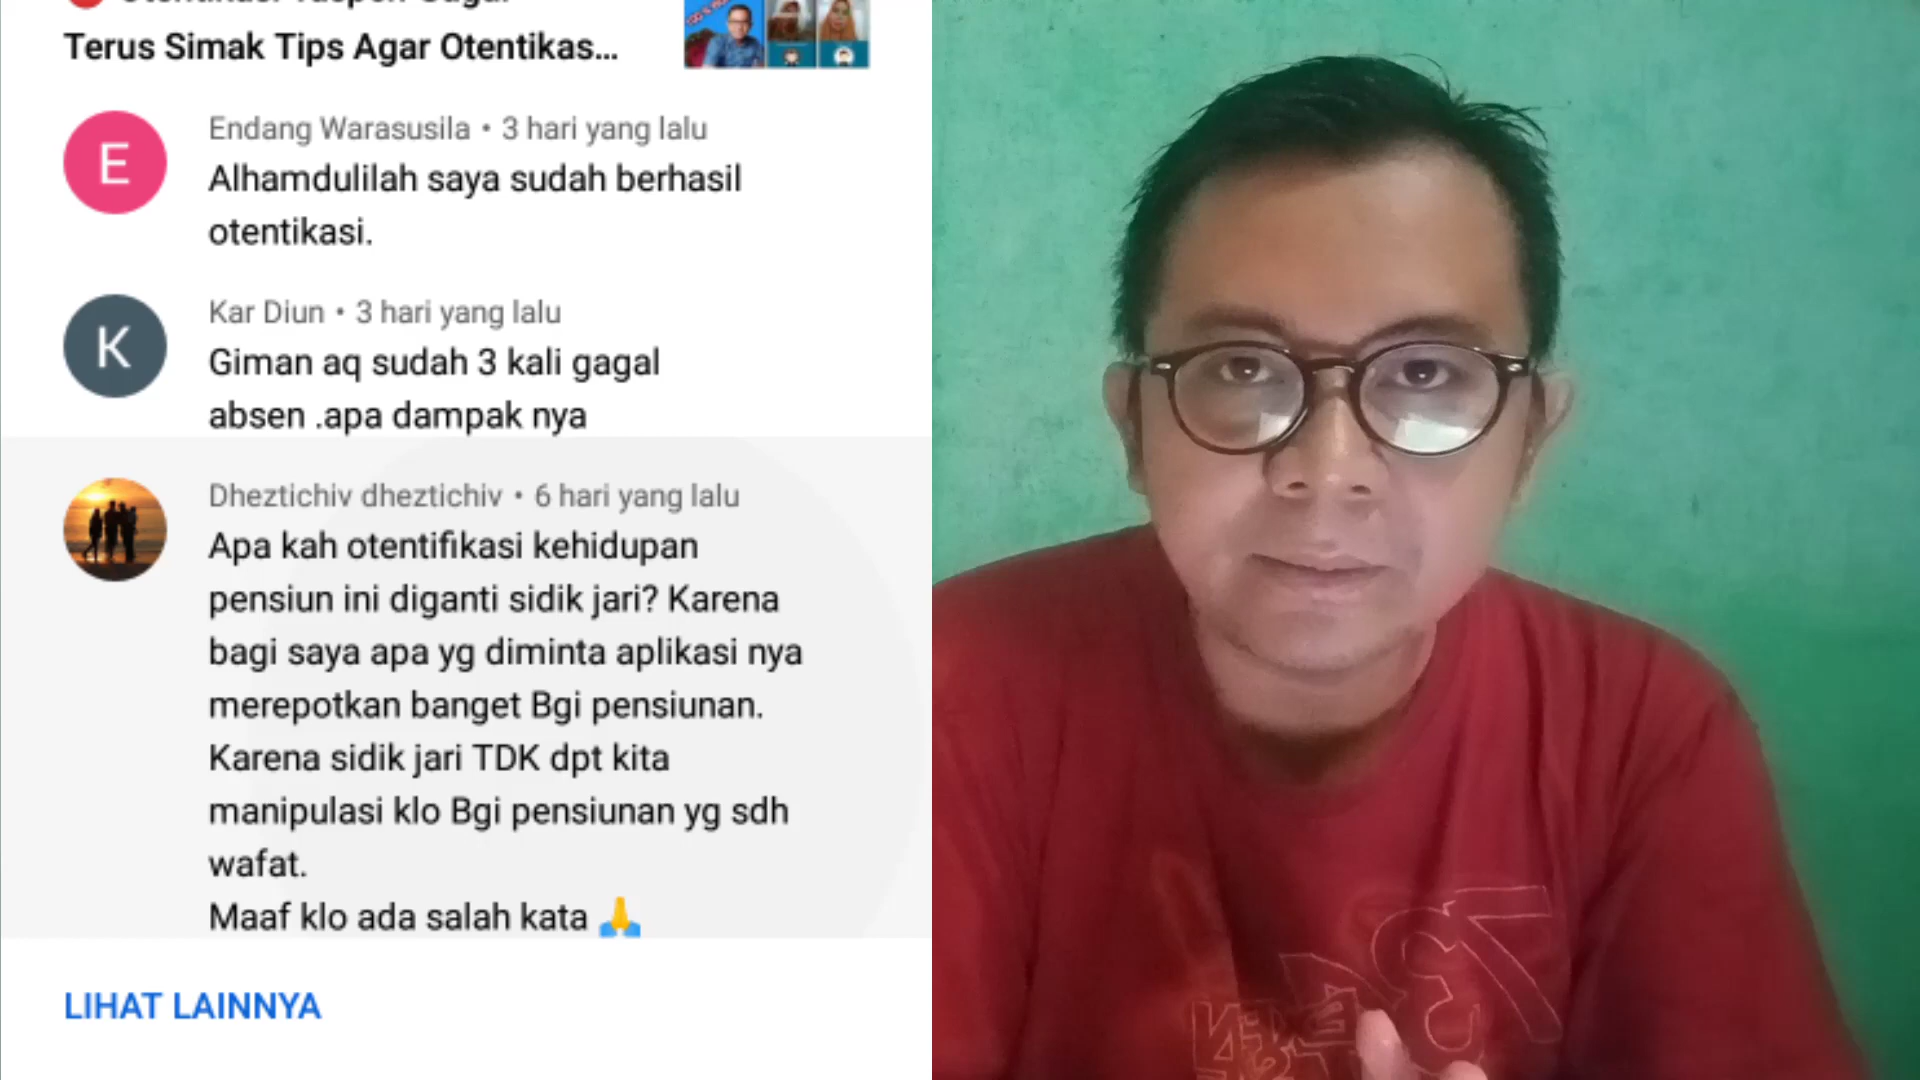 Terus Simak Tips Agar Otentikas...
E
Endang Warasusila • 3 hari yang lalu
Alhamdulilah saya sudah berhasil
otentikasi.
K
Kar Diun • 3 hari yang lalu
Giman aq sudah 3 kali gagal
absen .apa dampak nya
Dheztichiv dheztichiv • 6 hari yang lalu
Apa kah otentifikasi kehidupan
pensiun ini diganti sidik jari? Karena
bagi saya apa yg diminta aplikasi nya
merepotkan banget Bgi pensiunan.
Karena sidik jari TDK dpt kita
manipulasi klo Bgi pensiunan yg sdh
wafat.
Maaf klo ada salah kata 🙏
LIHAT LAINNYA